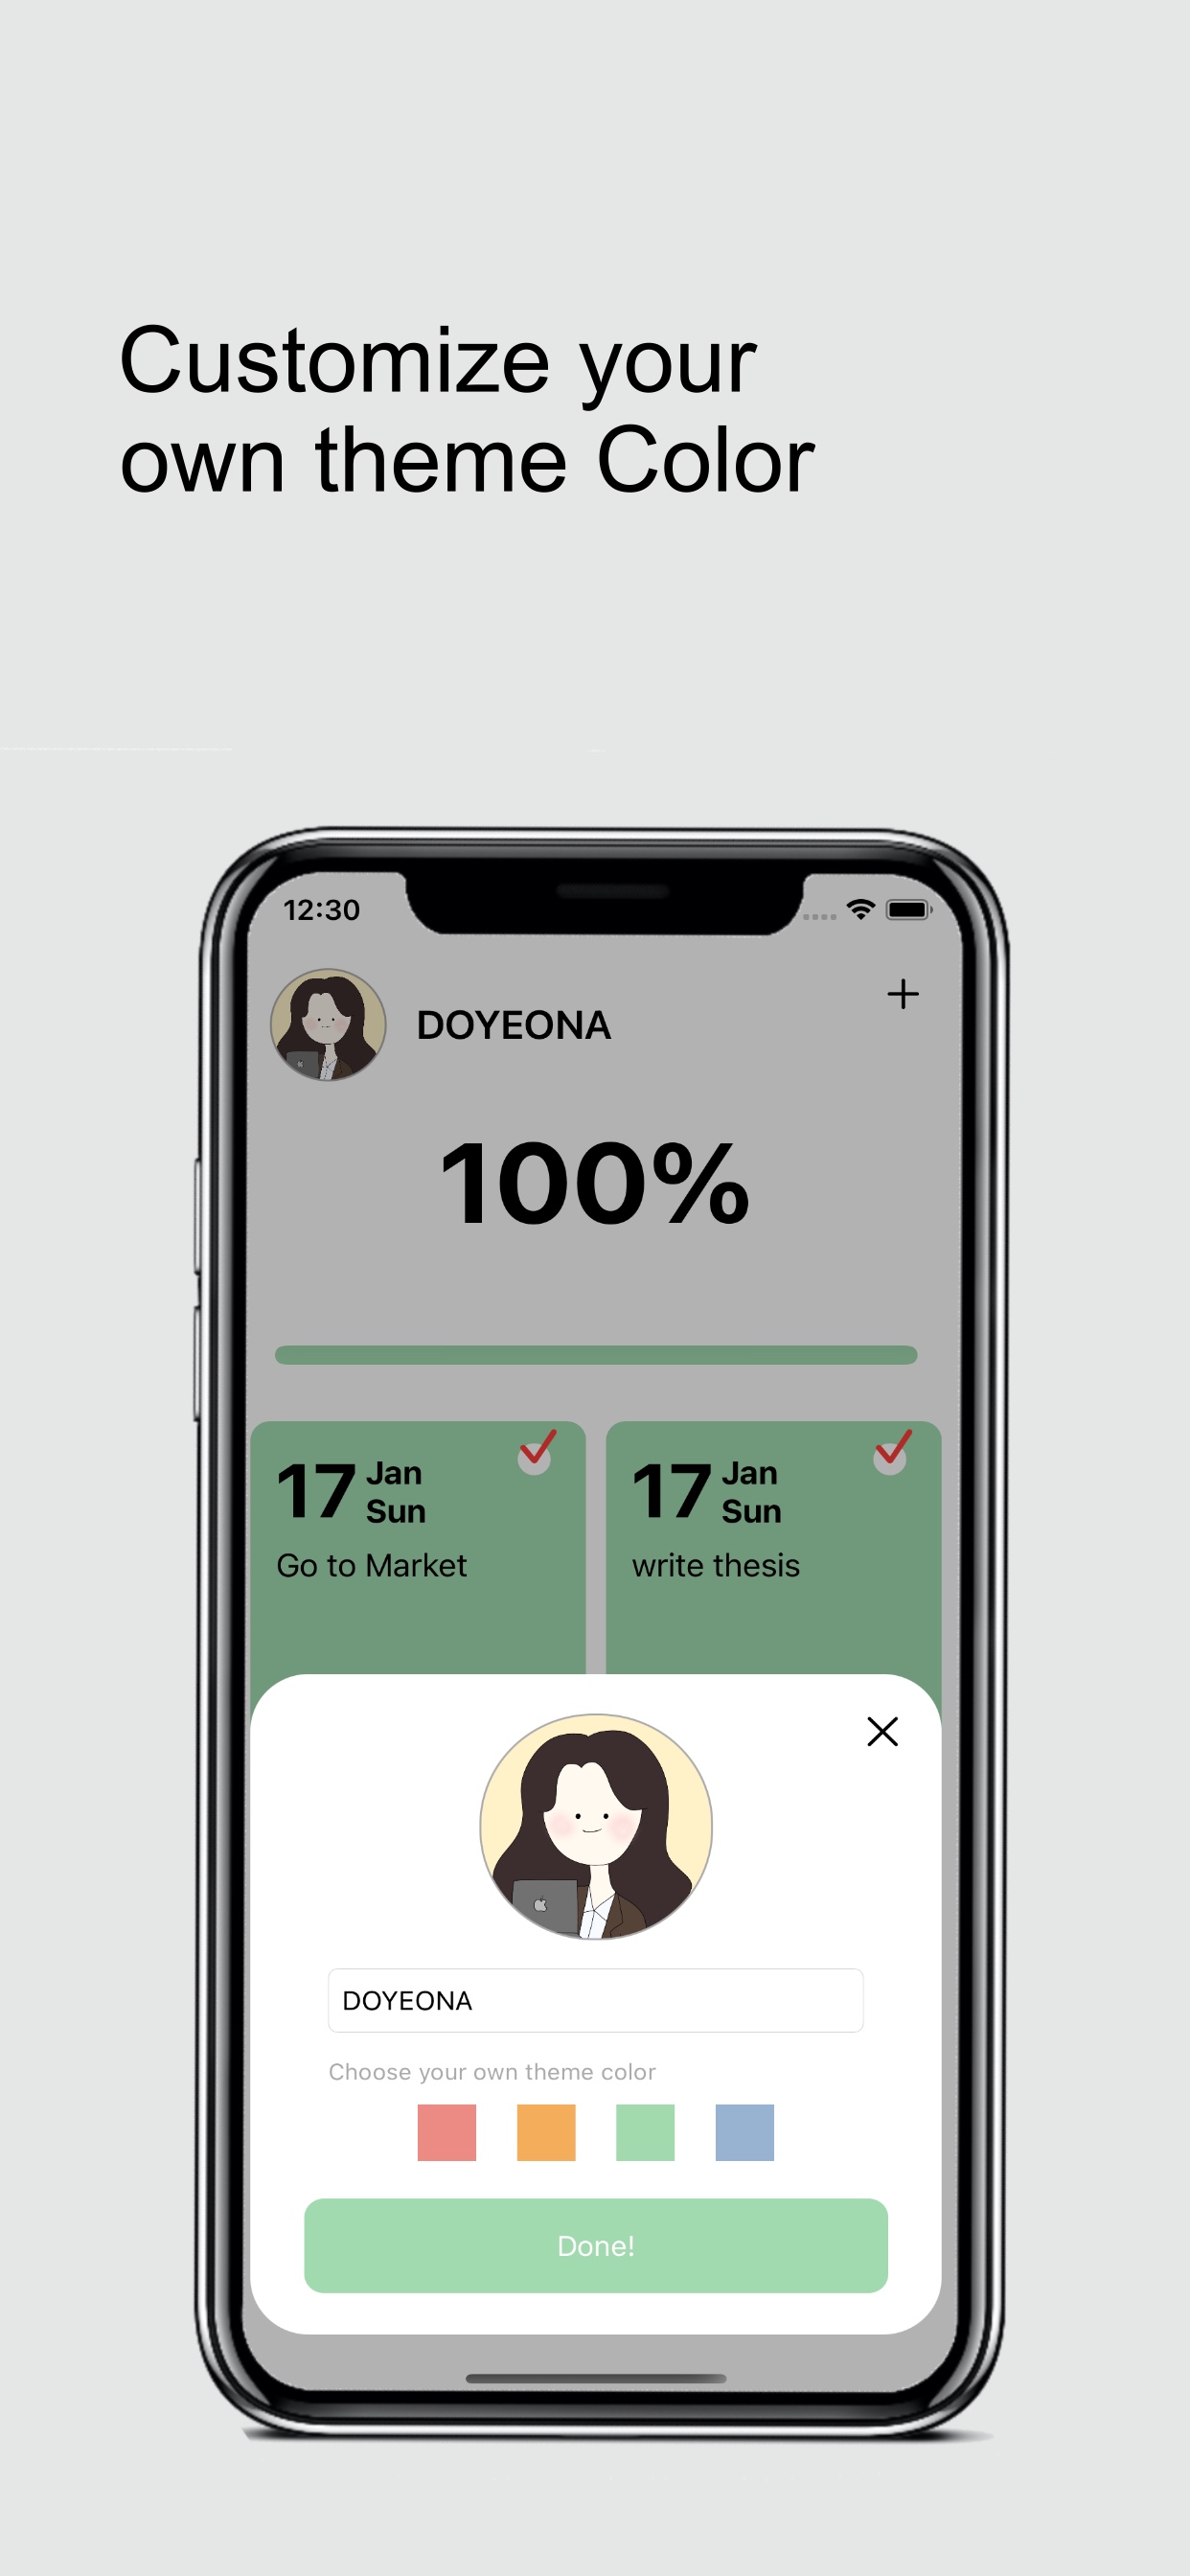 Customize your
own theme Color
12:30
DOYEONA
100%
17 Jan
Sun
Go to Market
17 Jan
Sun
write thesis
DOYEONA
Choose your own theme color
Done!